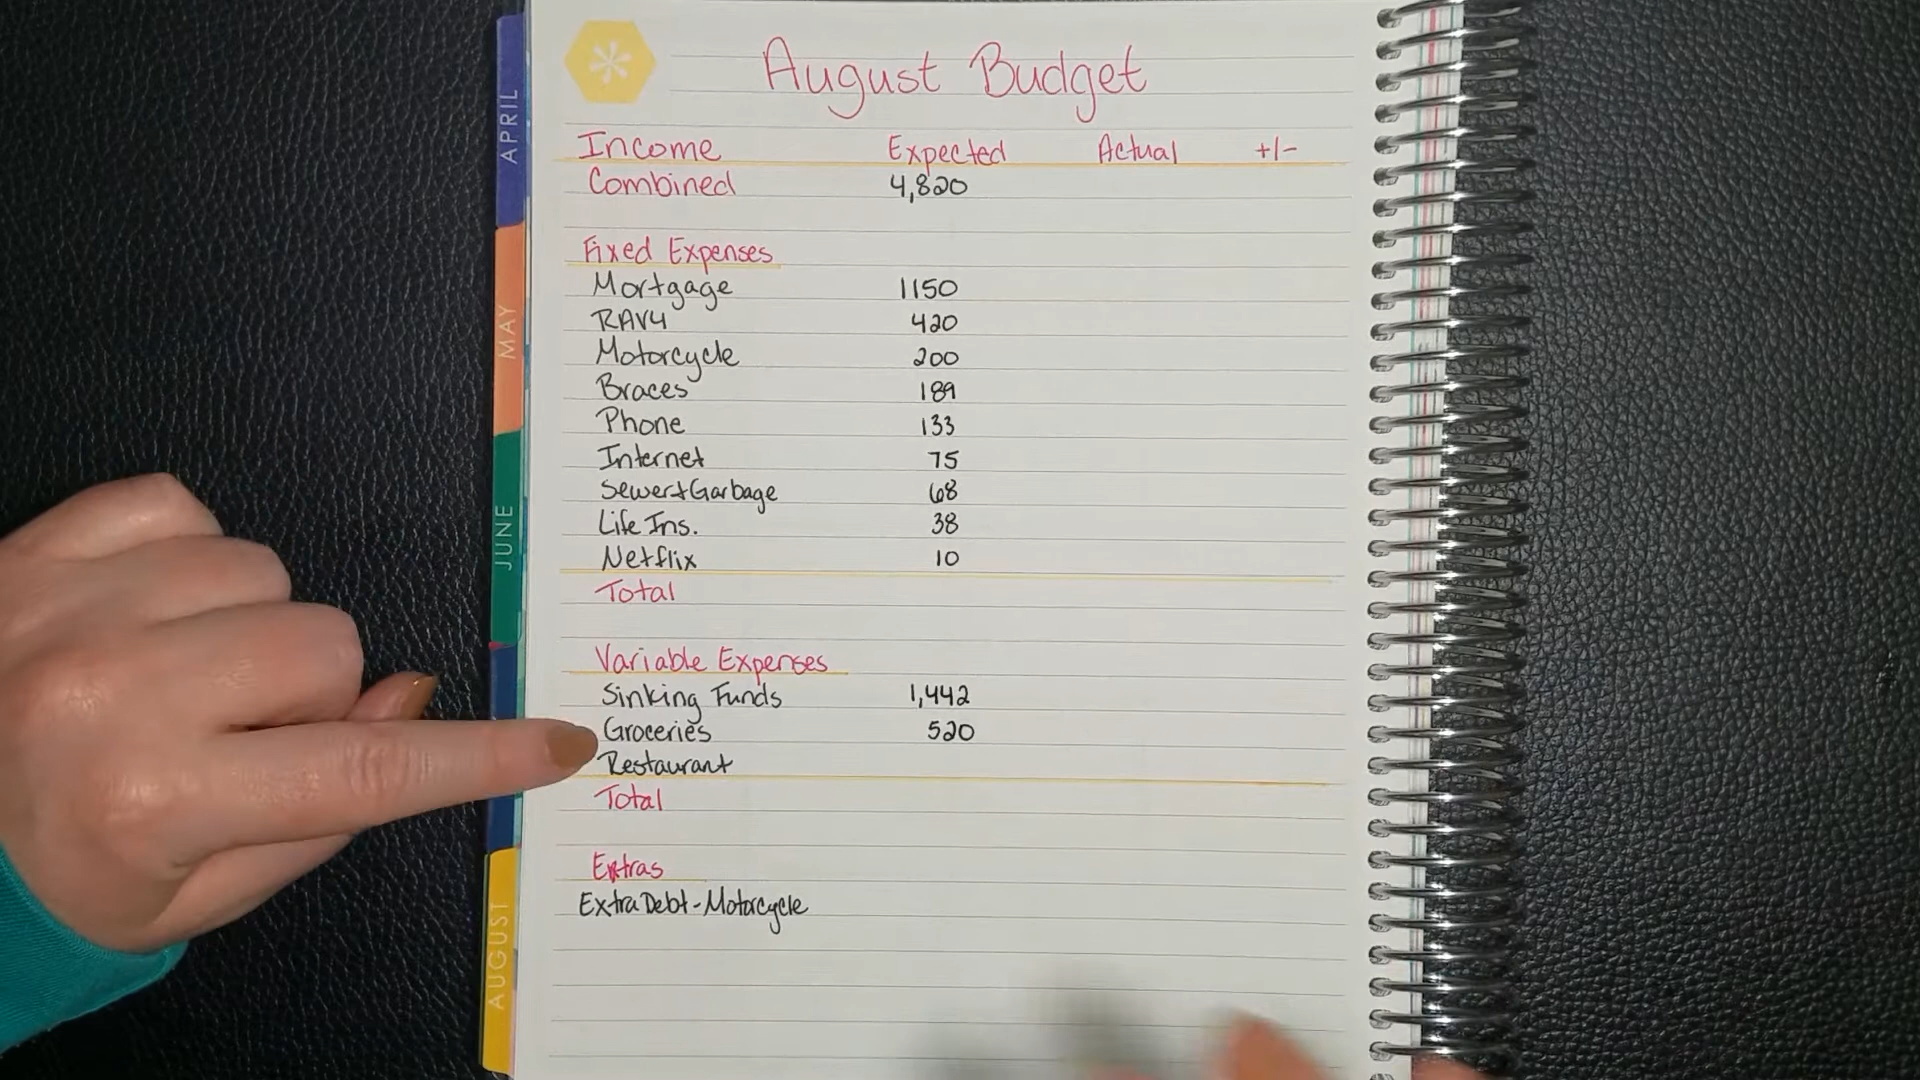 August Budget
Income Expected Actual +/-
Combined 4,820
Fixed Expenses
Mortgage 1150
RAV4 420
Motorcycle 200
Braces 189
Phone 133
Internet 75
Sewer+Garbage 68
Life Ins. 38
Netflix 10
Total
Variable Expenses
Sinking Funds 1,442
Groceries 520
Restaurant
Total
Extras
Extra Debt-Motorcycle
APRIL
MAY
JUNE
AUGUST